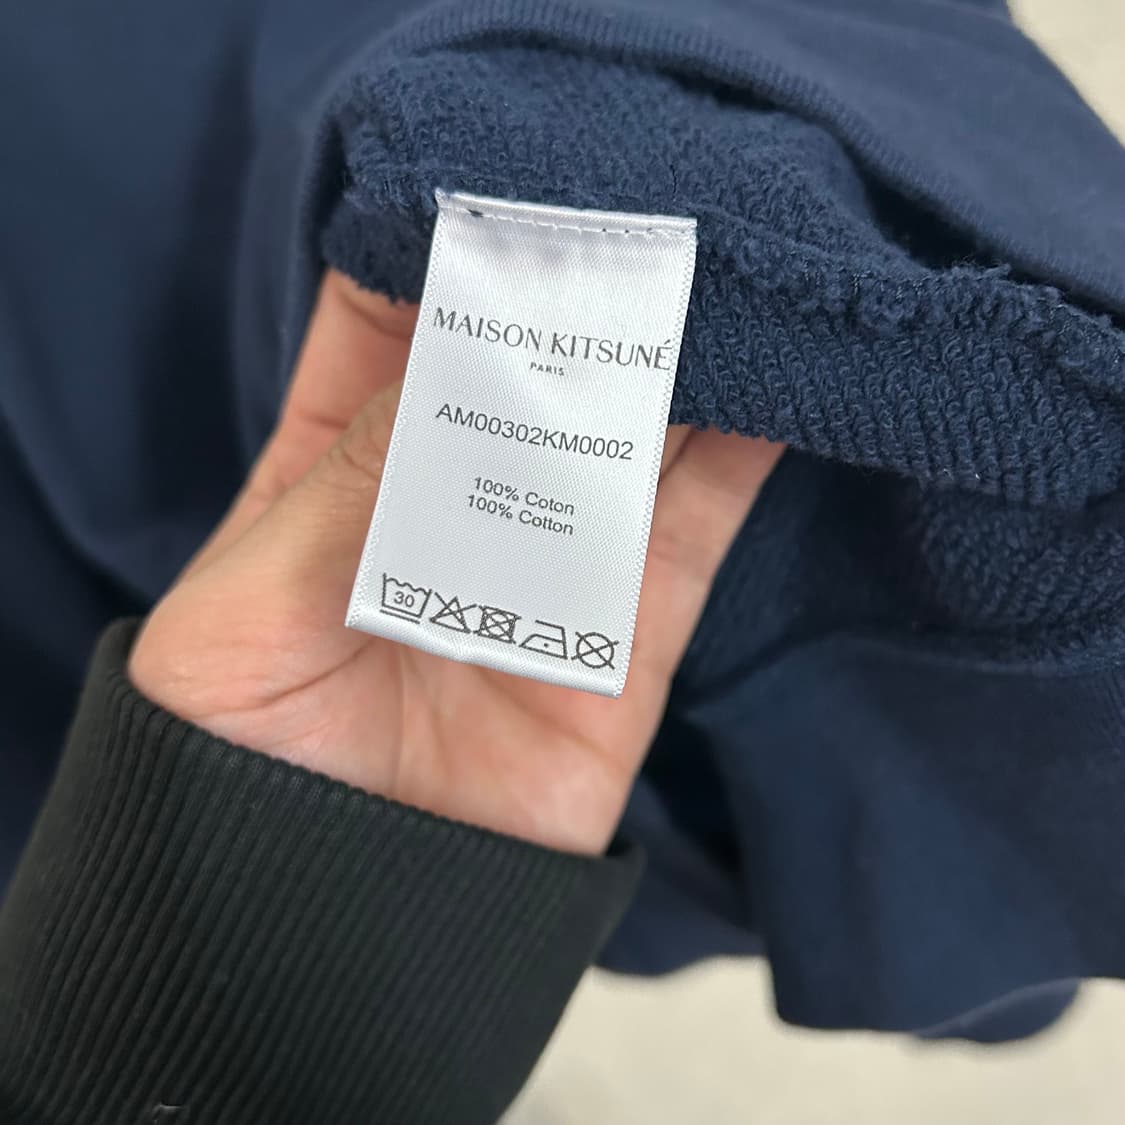 MAISON KITSUNÉ
PARIS
AM00302KM0002
100% Coton
100% Cotton
30